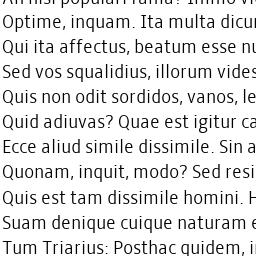 An nisi populari fama? Immo vi
Optime, inquam. Ita multa dicu
Qui ita affectus, beatum esse nu
Sed vos squalidius, illorum vides
Quis non odit sordidos, vanos, le
Quid adiuvas? Quae est igitur ca
Ecce aliud simile dissimile. Sin a
Quonam, inquit, modo? Sed resi
Quis est tam dissimile homini. H
Suam denique cuique naturam e
Tum Triarius: Posthac quidem, i